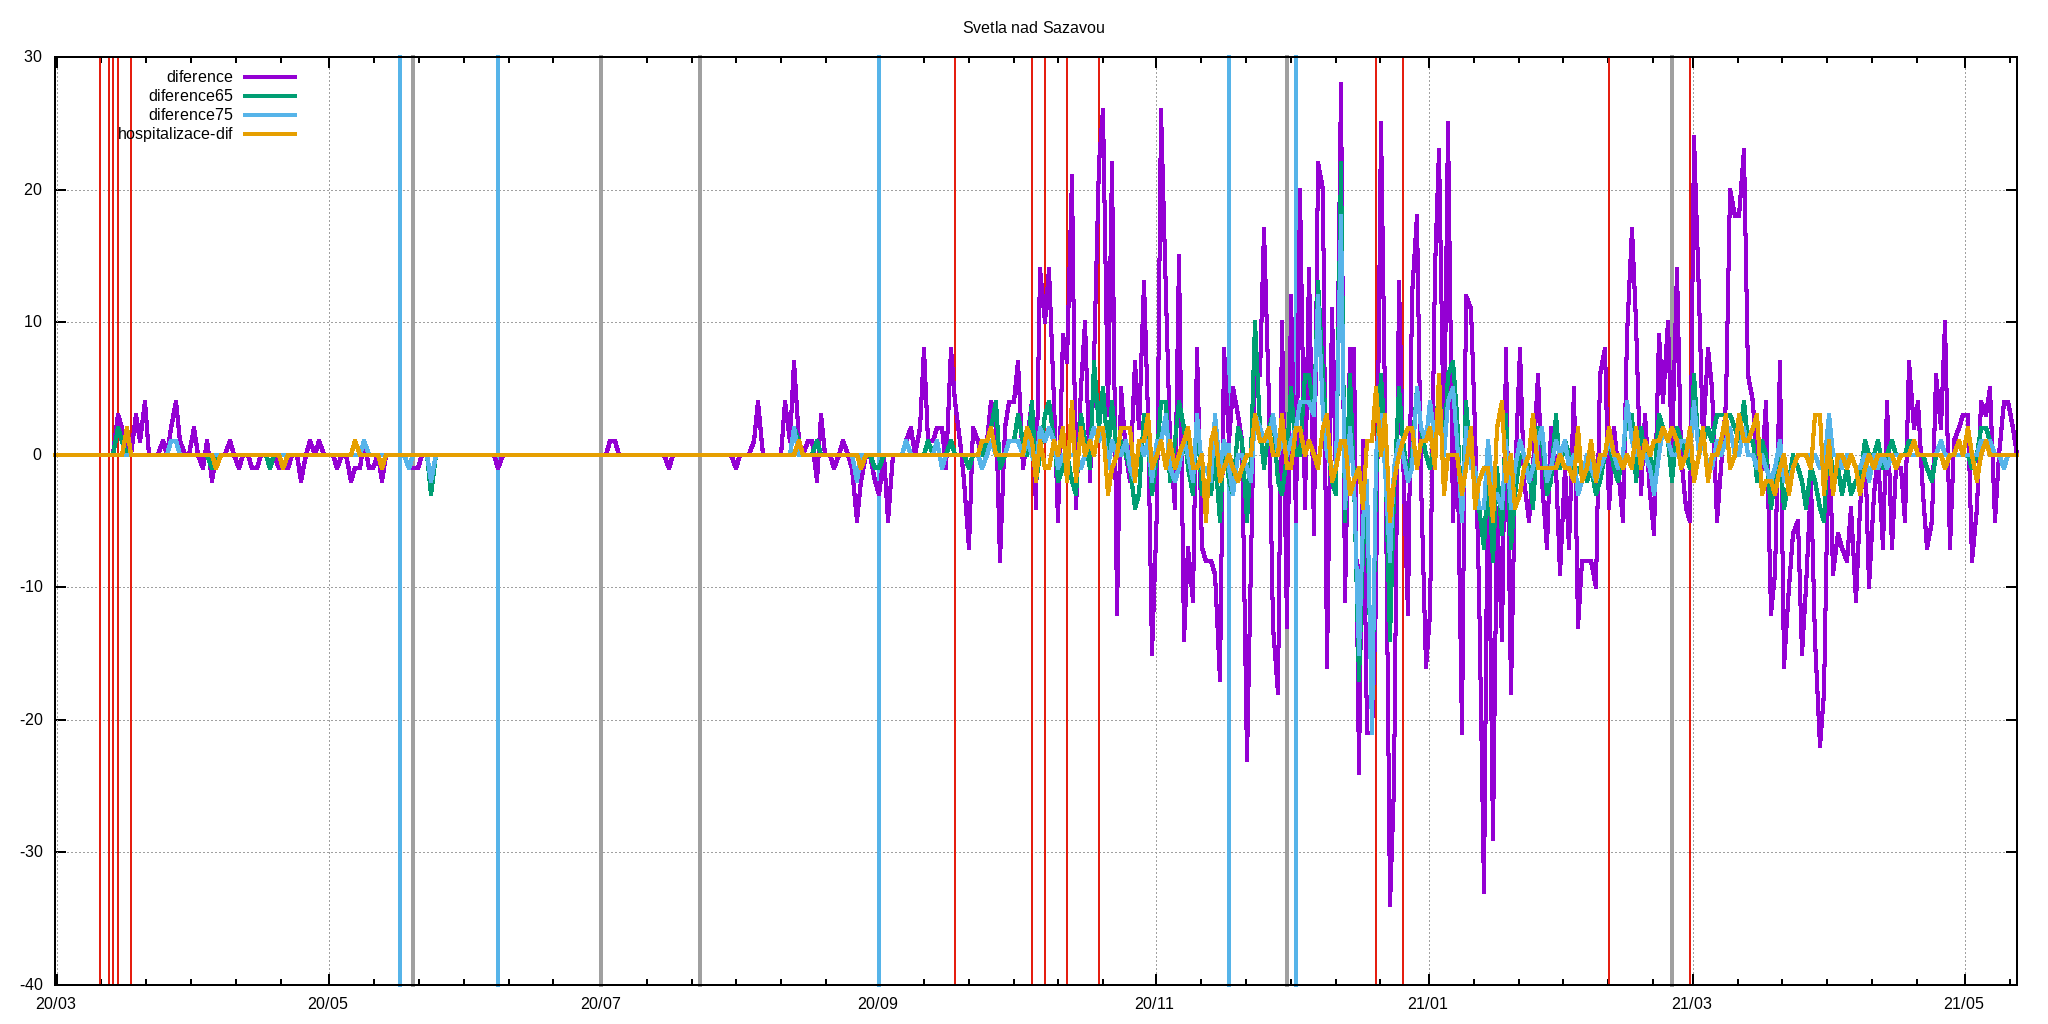 Svetla nad Sazavou
30
diference
diference65
diference75
hospitalizace-dif
20
10
0
-10
-20
-30
-40
20/03 20/05 20/07 20/09 20/11 21/01 21/03 21/05